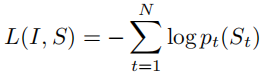 L(I, S) = − ∑_{t=1}^{N} log p_t(S_t)